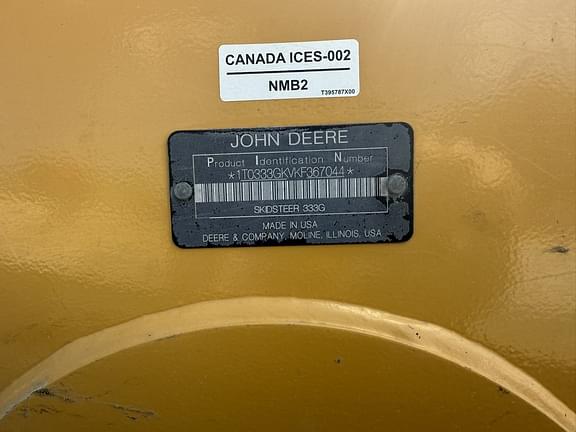 CANADA ICES-002
NMB2
T395787X00
JOHN DEERE
Product Identification Number
*1T0333GKVKF367044*
SKIDSTEER 333G
MADE IN USA
DEERE & COMPANY, MOLINE, ILLINOIS, USA